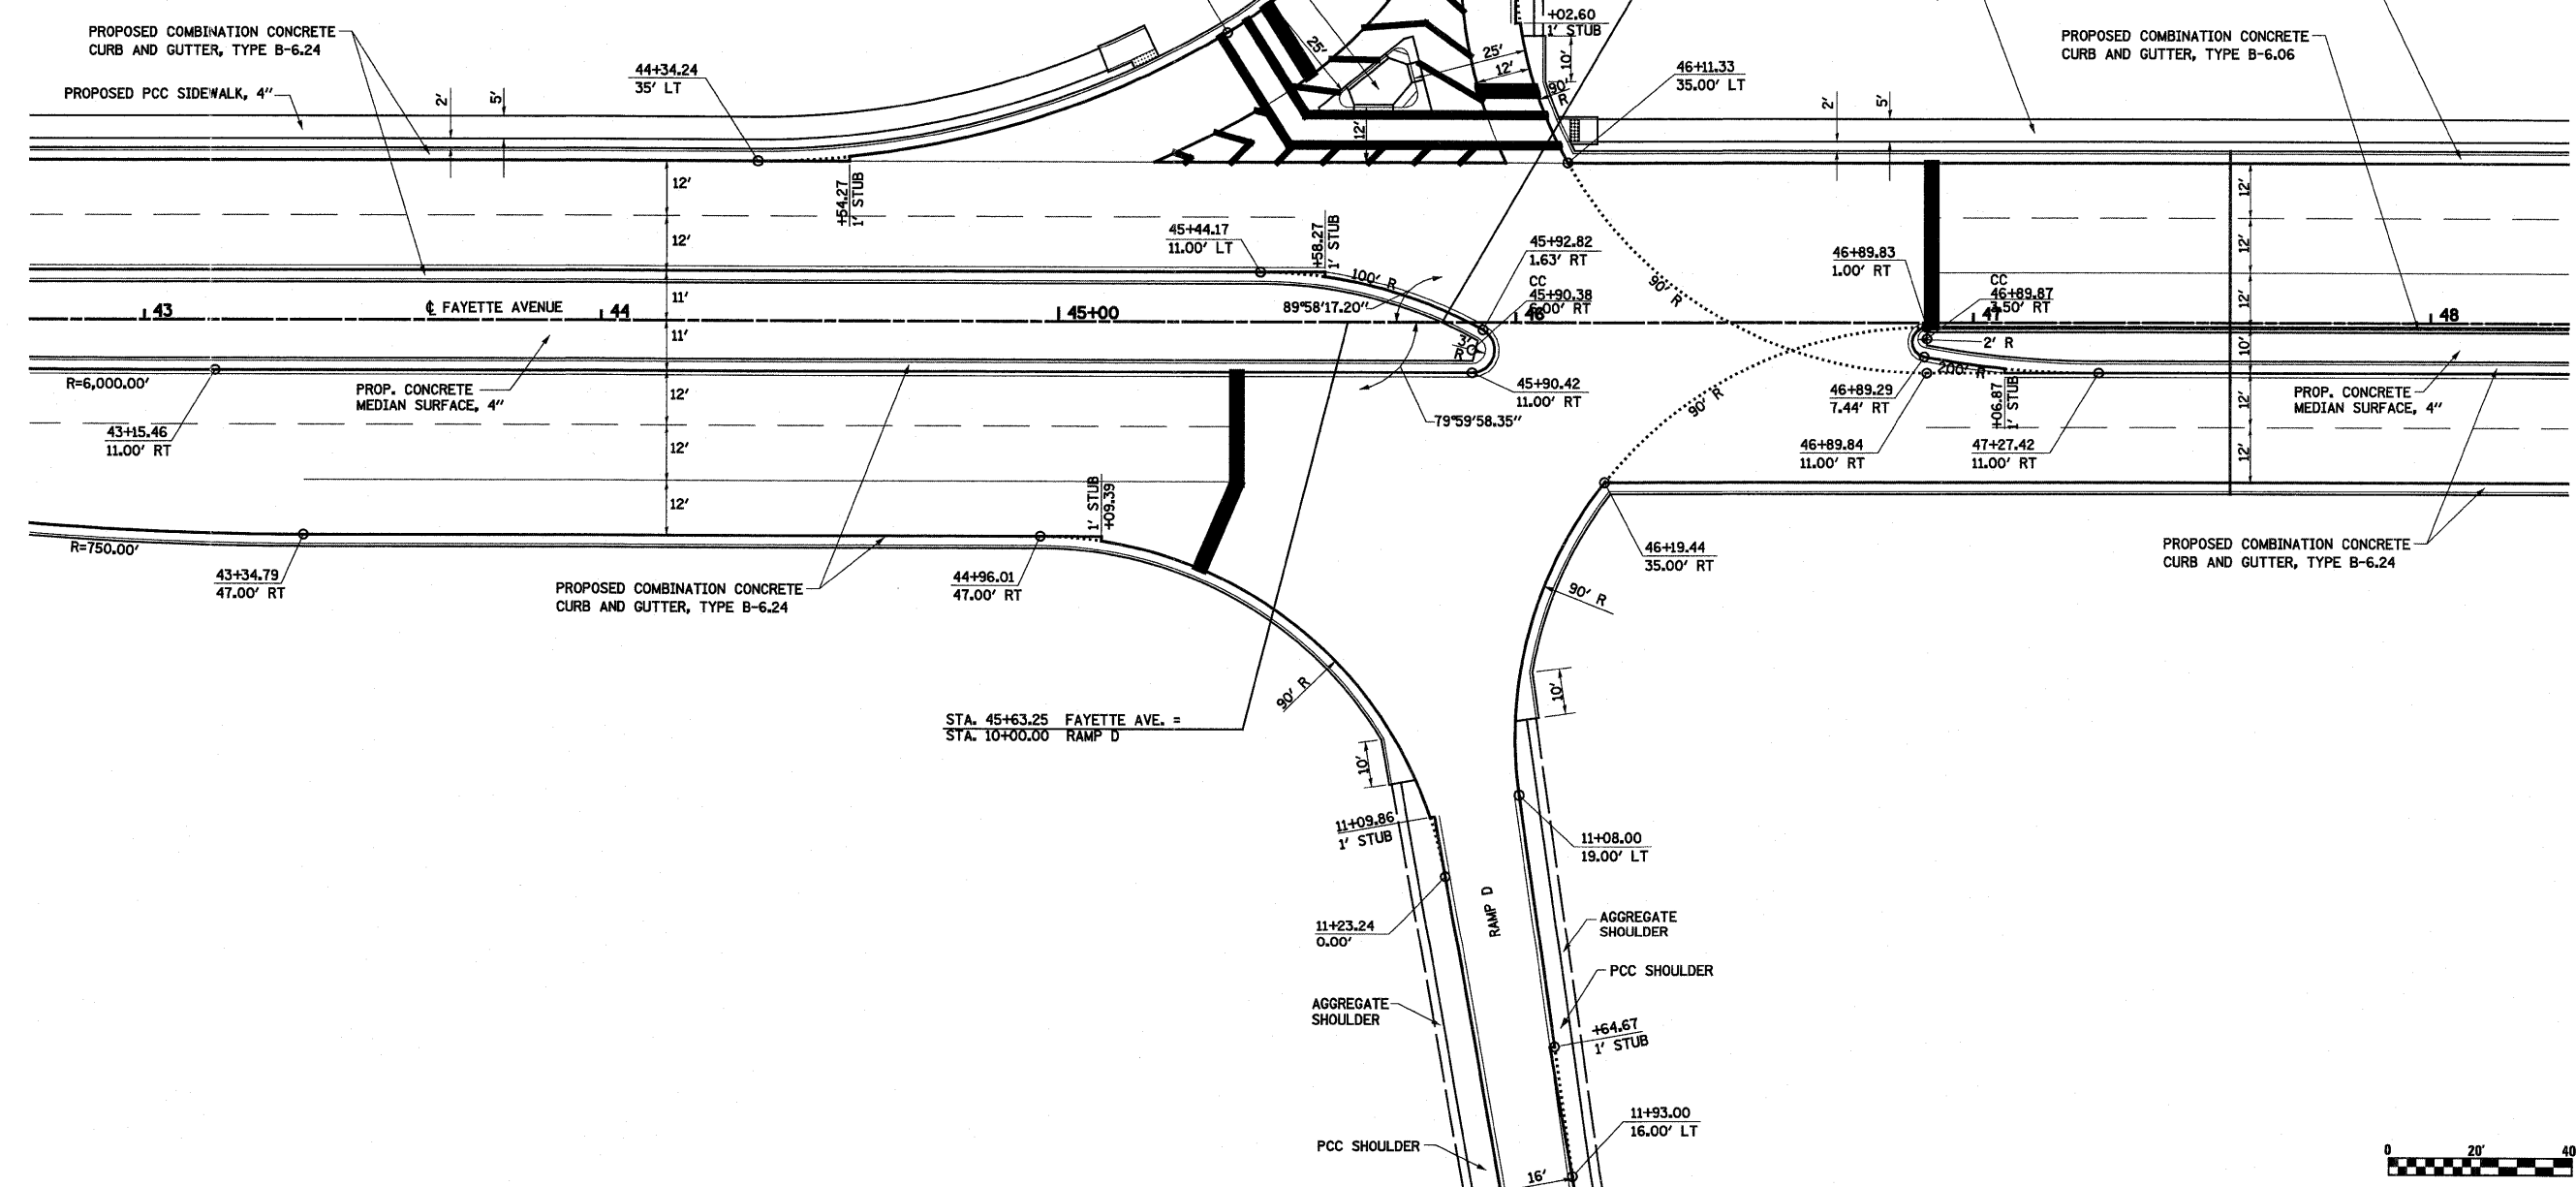 PROPOSED COMBINATION CONCRETE
CURB AND GUTTER, TYPE B-6.24
PROPOSED PCC SIDEWALK, 4"
2'
5'
44+34.24
35' LT
25'
25'
12'
12'
+02.60
1' STUB
10'
90'
R
46+11.33
35.00' LT
PROPOSED COMBINATION CONCRETE
CURB AND GUTTER, TYPE B-6.06
2'
5'
12'
12'
11'
11'
12'
12'
12'
+54.27
1' STUB
45+44.17
11.00' LT
+58.27
1' STUB
100' R
89°58'17.20"
45+92.82
1.63' RT
CC
45+90.38
6.00' RT
90' R
46+89.83
1.00' RT
CC
46+89.87
3.50' RT
12'
12'
12'
10'
12'
12'
43
℄ FAYETTE AVENUE
44
45+00
46
47
48
3'
R
2' R
200' R
R=6,000.00'
PROP. CONCRETE
MEDIAN SURFACE, 4"
43+15.46
11.00' RT
45+90.42
11.00' RT
79°59'58.35"
90' R
46+89.29
7.44' RT
+06.87
1' STUB
46+89.84
11.00' RT
47+27.42
11.00' RT
PROP. CONCRETE
MEDIAN SURFACE, 4"
1' STUB
+09.39
R=750.00'
43+34.79
47.00' RT
PROPOSED COMBINATION CONCRETE
CURB AND GUTTER, TYPE B-6.24
44+96.01
47.00' RT
46+19.44
35.00' RT
90' R
PROPOSED COMBINATION CONCRETE
CURB AND GUTTER, TYPE B-6.24
90' R
10'
STA. 45+63.25 FAYETTE AVE. =
STA. 10+00.00 RAMP D
10'
11+09.86
1' STUB
11+08.00
19.00' LT
11+23.24
0.00'
RAMP D
AGGREGATE
SHOULDER
PCC SHOULDER
AGGREGATE
SHOULDER
+64.67
1' STUB
11+93.00
16.00' LT
PCC SHOULDER
16'
0 20' 40